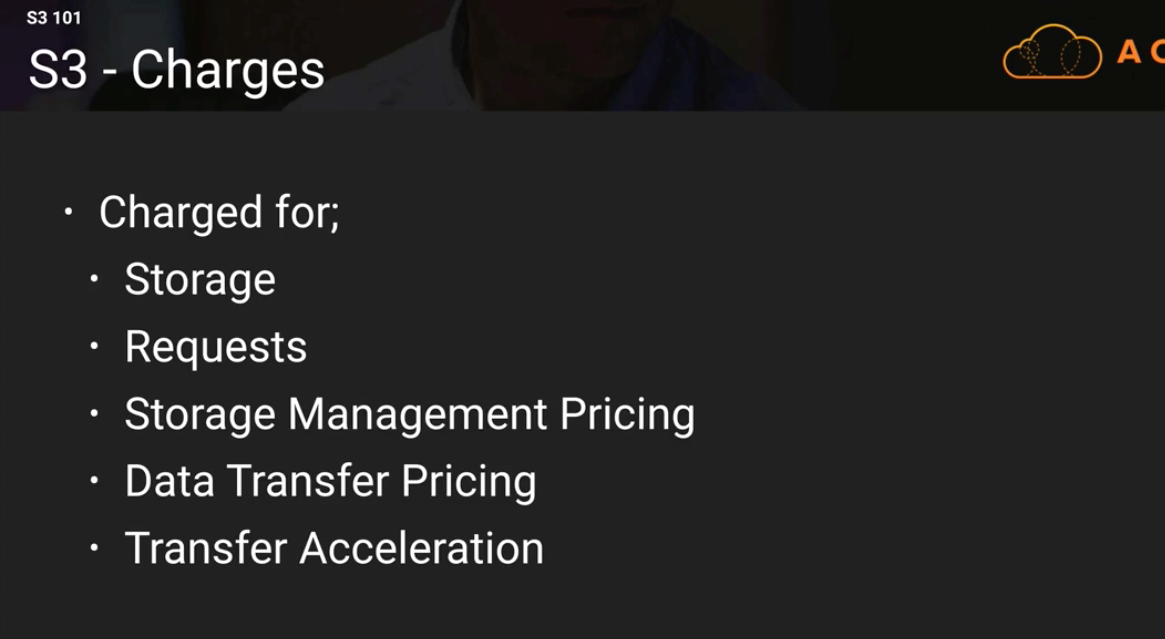 S3 101
S3 - Charges
• Charged for;
• Storage
• Requests
• Storage Management Pricing
• Data Transfer Pricing
• Transfer Acceleration